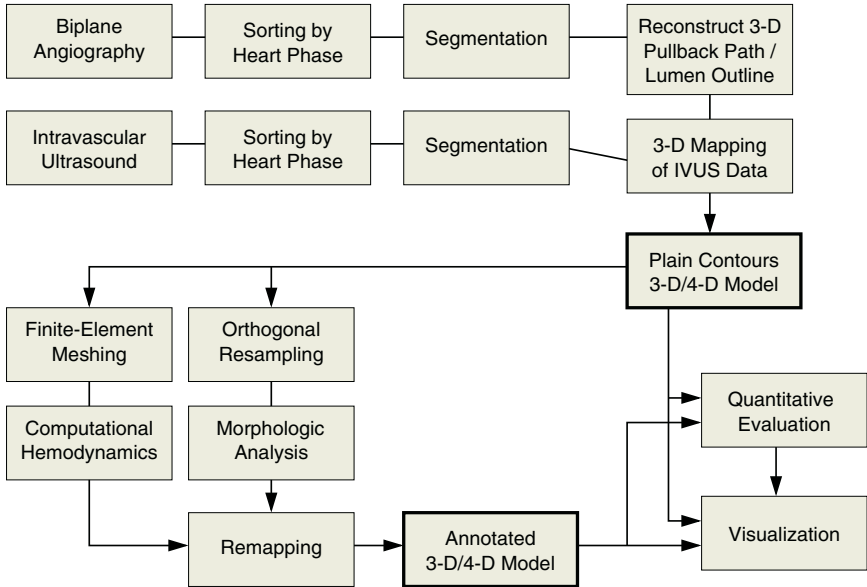 Biplane
Angiography
Sorting by
Heart Phase
Segmentation
Reconstruct 3-D
Pullback Path /
Lumen Outline
Intravascular
Ultrasound
Sorting by
Heart Phase
Segmentation
3-D Mapping
of IVUS Data
Plain Contours
3-D/4-D Model
Finite-Element
Meshing
Orthogonal
Resampling
Computational
Hemodynamics
Morphologic
Analysis
Quantitative
Evaluation
Remapping
Annotated
3-D/4-D Model
Visualization